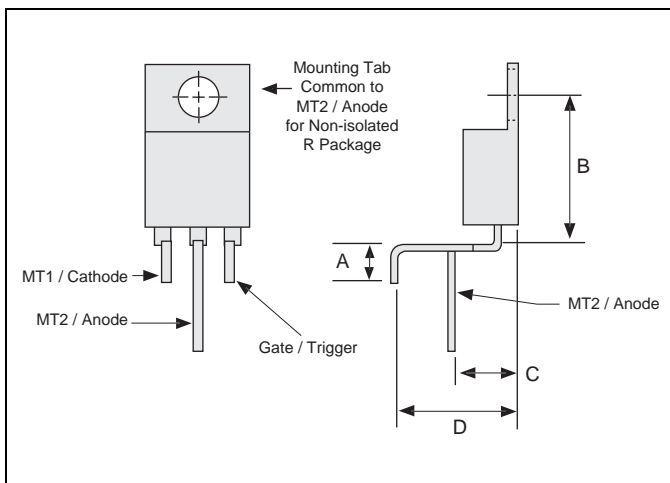 Mounting Tab
Common to
MT2 / Anode
for Non-isolated
R Package
MT1 / Cathode
MT2 / Anode
Gate / Trigger
A
B
MT2 / Anode
C
D